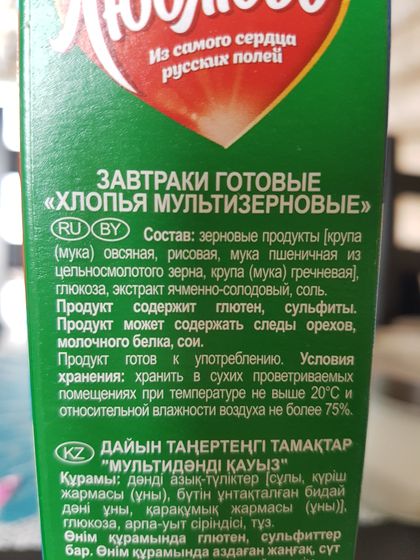 Любятово
Из самого сердца
русских полей
ЗАВТРАКИ ГОТОВЫЕ
«ХЛОПЬЯ МУЛЬТИЗЕРНОВЫЕ»
RU BY Состав: зерновые продукты [крупа
(мука) овсяная, рисовая, мука пшеничная из
цельносмолотого зерна, крупа (мука) гречневая],
глюкоза, экстракт ячменно-солодовый, соль.
Продукт содержит глютен, сульфиты.
Продукт может содержать следы орехов,
молочного белка, сои.
Продукт готов к употреблению. Условия
хранения: хранить в сухих проветриваемых
помещениях при температуре не выше 20°С и
относительной влажности воздуха не более 75%.
KZ ДАЙЫН ТАҢЕРТЕҢГІ ТАМАҚТАР
"МУЛЬТИДӘНДІ ҚАУЫЗ"
Құрамы: дәнді азық-түліктер [сұлы, күріш
жармасы (ұны), бүтін ұнтақталған бидай
дәні ұны, қарақұмық жармасы (ұны)],
глюкоза, арпа-уыт сіріндісі, тұз.
Өнім құрамында глютен, сульфиттер
бар. Өнім құрамында аздаған жаңғақ, сүт